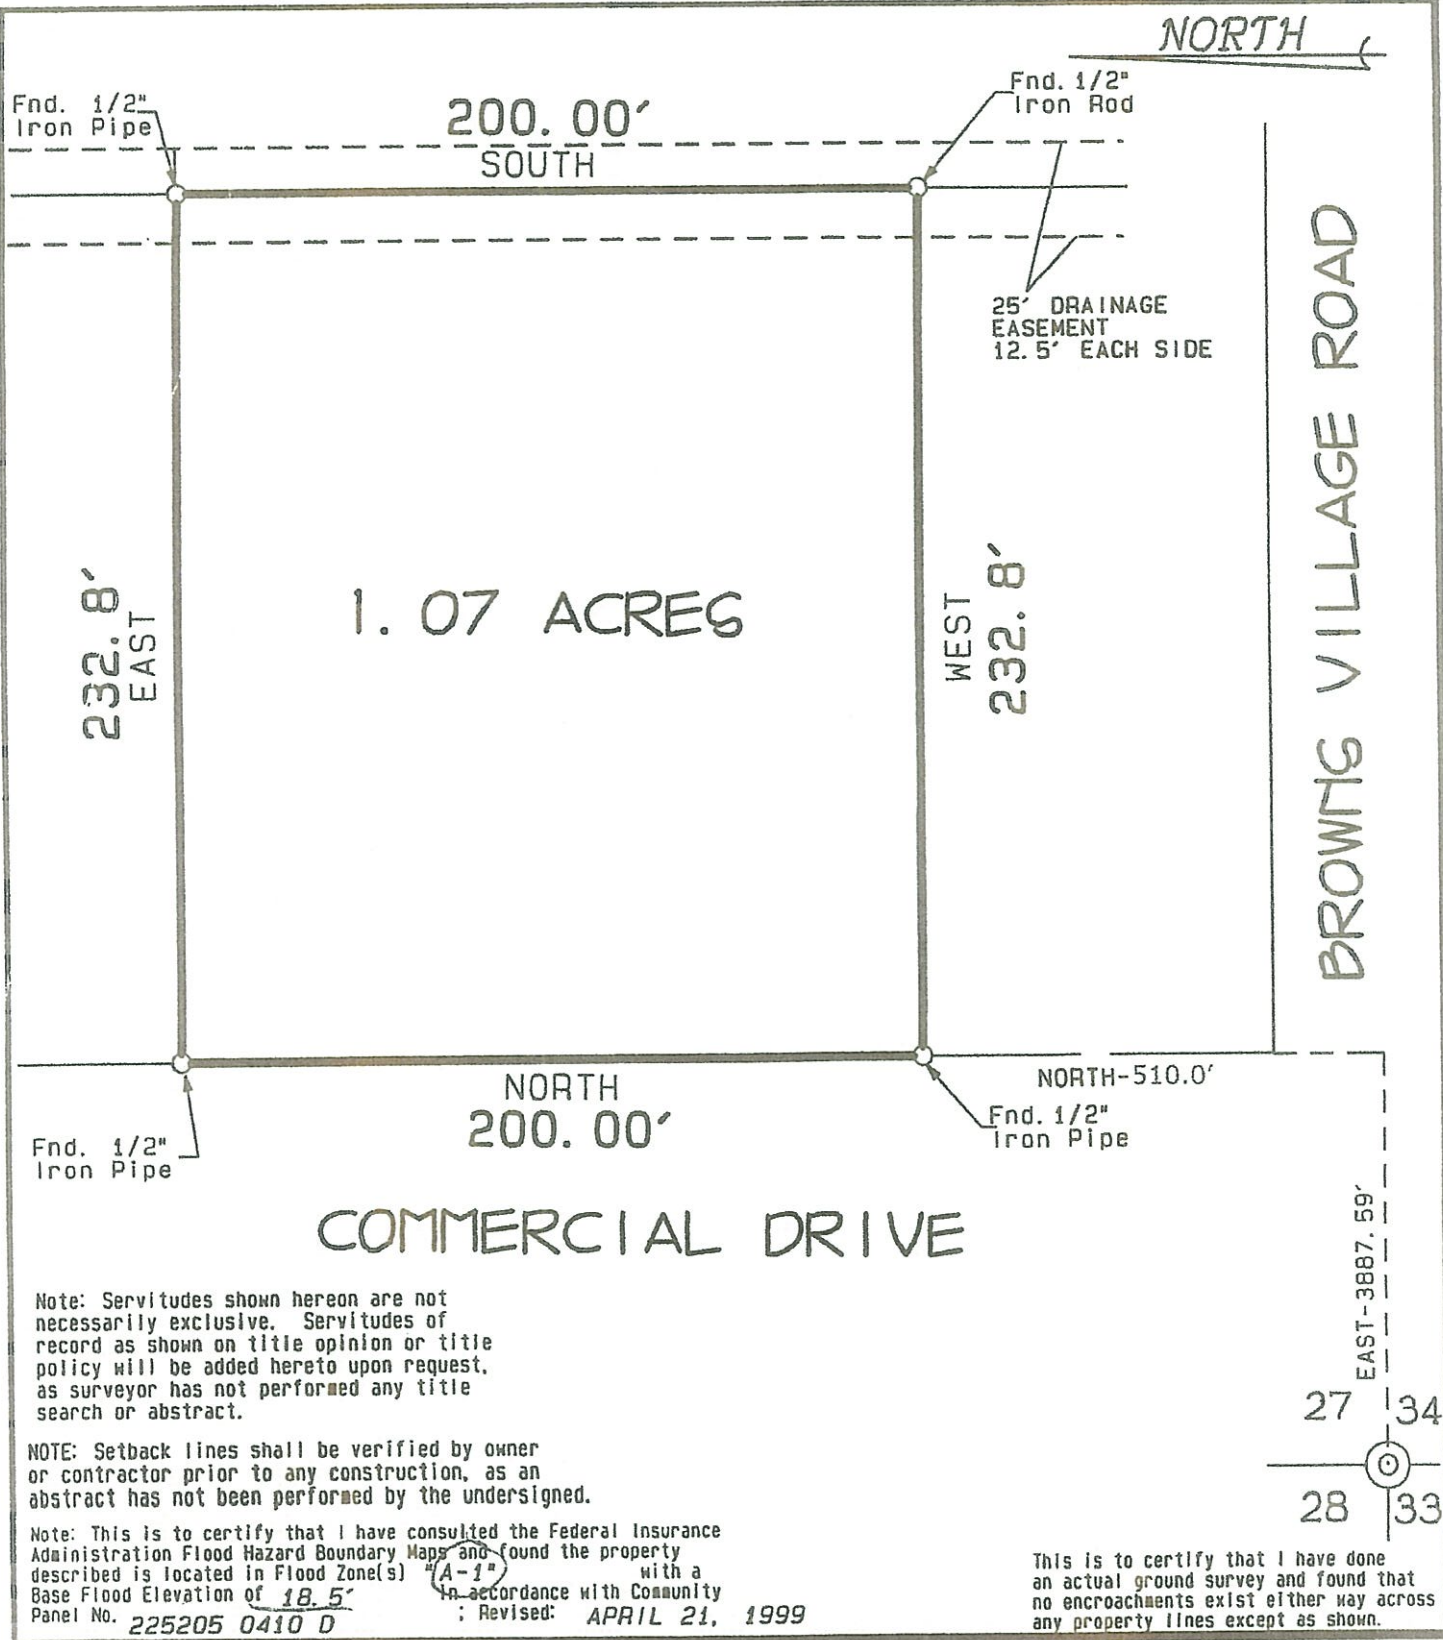 NORTH
Fnd. 1/2"
Iron Pipe
200.00'
SOUTH
Fnd. 1/2"
Iron Rod
25' DRAINAGE
EASEMENT
12.5' EACH SIDE
BROWNS VILLAGE ROAD
232.8'
EAST
1.07 ACRES
WEST
232.8'
NORTH
200.00'
NORTH-510.0'
Fnd. 1/2"
Iron Pipe
Fnd. 1/2"
Iron Pipe
COMMERCIAL DRIVE
EAST-3887.59'
27 34
28 33
Note: Servitudes shown hereon are not
necessarily exclusive. Servitudes of
record as shown on title opinion or title
policy will be added hereto upon request,
as surveyor has not performed any title
search or abstract.
NOTE: Setback lines shall be verified by owner
or contractor prior to any construction, as an
abstract has not been performed by the undersigned.
Note: This is to certify that I have consulted the Federal Insurance
Administration Flood Hazard Boundary Maps and found the property
described is located in Flood Zone(s) "(A-1") with a
Base Flood Elevation of 18.5' in accordance with Community
Panel No. 225205 0410 D ; Revised: APRIL 21, 1999
This is to certify that I have done
an actual ground survey and found that
no encroachments exist either way across
any property lines except as shown.